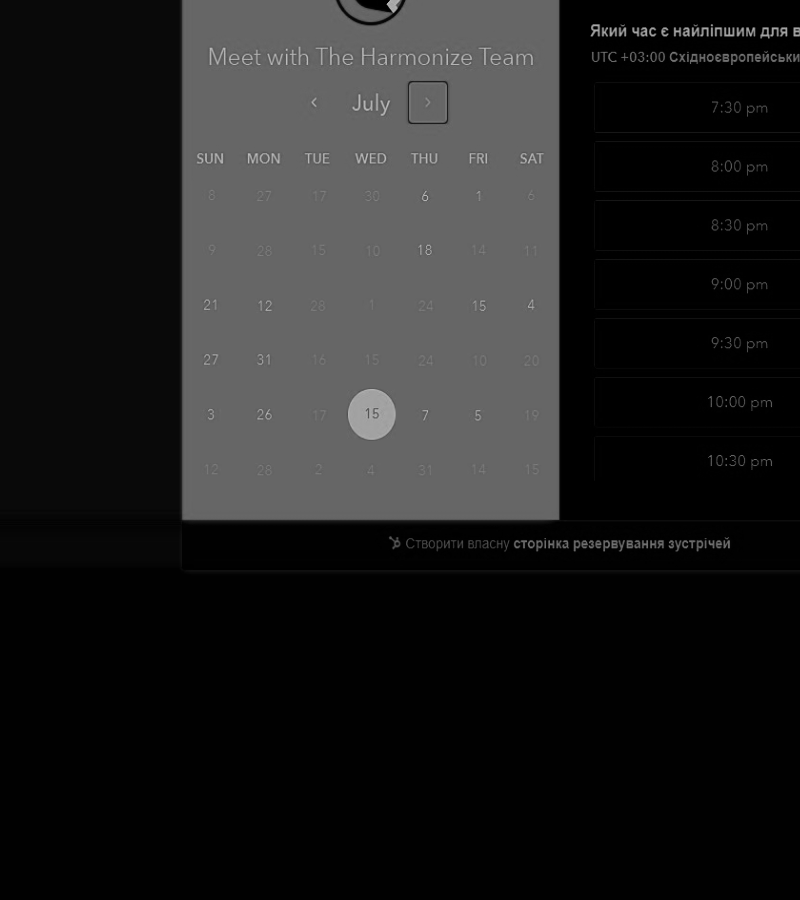 Meet with The Harmonize Team
July
SUN MON TUE WED THU FRI SAT
8 27 17 30 6 1 6
9 28 15 10 18 14 11
21 12 28 1 24 15 4
27 31 16 15 24 10 20
3 26 17 15 7 5 19
12 28 2 4 31 14 15
Який час є найліпшим для в
UTC +03:00 Східноєвропейськи
7:30 pm
8:00 pm
8:30 pm
9:00 pm
9:30 pm
10:00 pm
10:30 pm
Створити власну сторінка резервування зустрічей